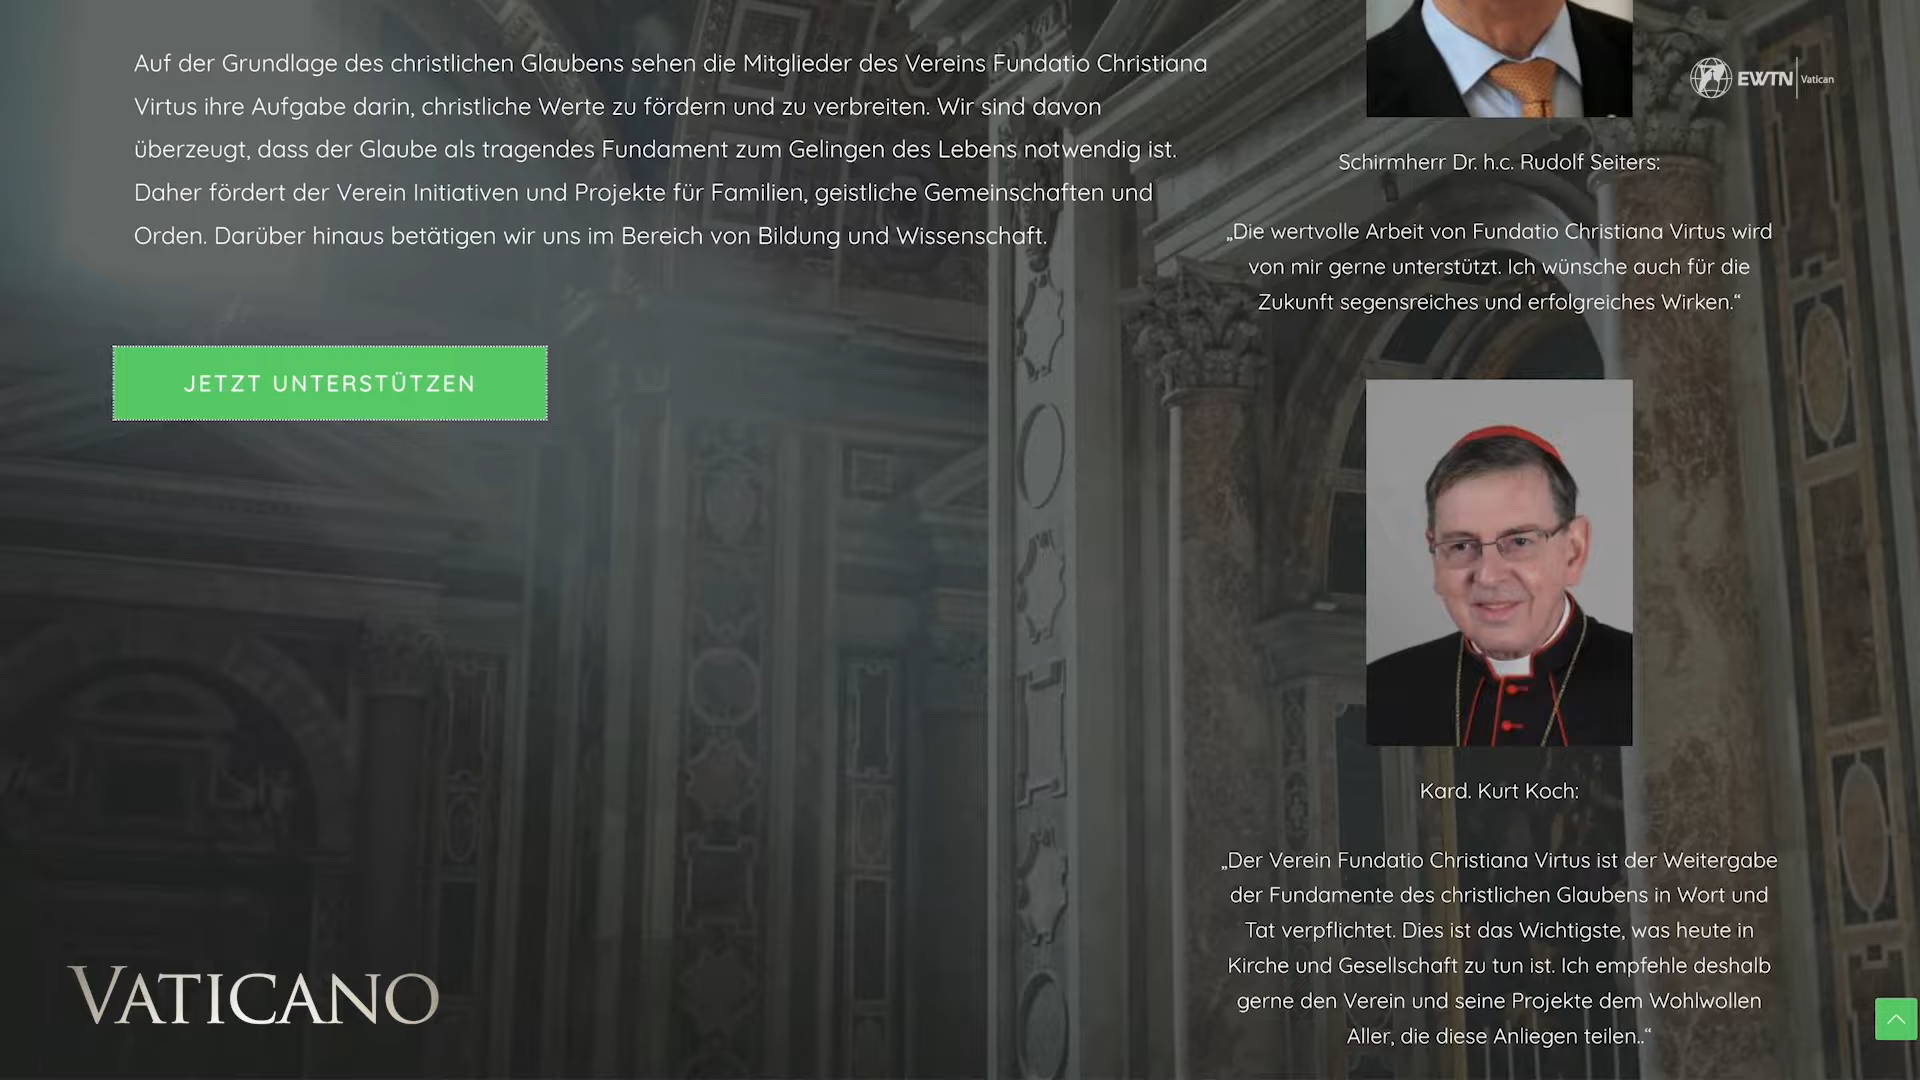 Auf der Grundlage des christlichen Glaubens sehen die Mitglieder des Vereins Fundatio Christiana
Virtus ihre Aufgabe darin, christliche Werte zu fördern und zu verbreiten. Wir sind davon
überzeugt, dass der Glaube als tragendes Fundament zum Gelingen des Lebens notwendig ist.
Daher fördert der Verein Initiativen und Projekte für Familien, geistliche Gemeinschaften und
Orden. Darüber hinaus betätigen wir uns im Bereich von Bildung und Wissenschaft.
JETZT UNTERSTÜTZEN
EWTN Vatican
Schirmherr Dr. h.c. Rudolf Seiters:
„Die wertvolle Arbeit von Fundatio Christiana Virtus wird
von mir gerne unterstützt. Ich wünsche auch für die
Zukunft segensreiches und erfolgreiches Wirken.“
Kard. Kurt Koch:
„Der Verein Fundatio Christiana Virtus ist der Weitergabe
der Fundamente des christlichen Glaubens in Wort und
Tat verpflichtet. Dies ist das Wichtigste, was heute in
Kirche und Gesellschaft zu tun ist. Ich empfehle deshalb
gerne den Verein und seine Projekte dem Wohlwollen
Aller, die diese Anliegen teilen..“
VATICANO